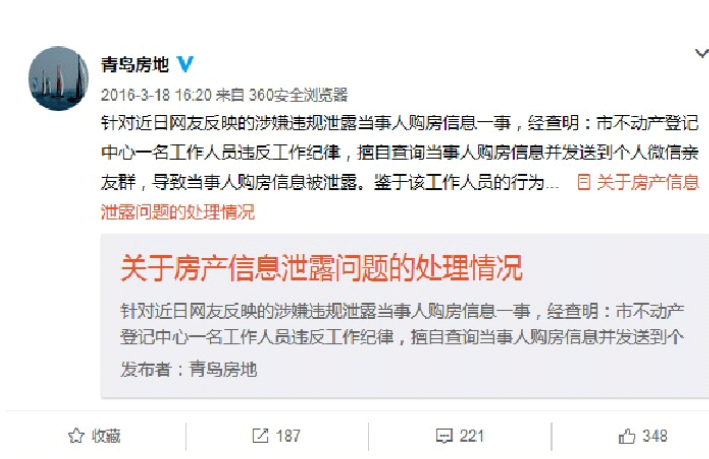 青岛房地
2016-3-18 16:20 来自 360安全浏览器
针对近日网友反映的涉嫌违规泄露当事人购房信息一事，经查明：市不动产登记
中心一名工作人员违反工作纪律，擅自查询当事人购房信息并发送到个人微信亲
友群，导致当事人购房信息被泄露。鉴于该工作人员的行为... 关于房产信息
泄露问题的处理情况
关于房产信息泄露问题的处理情况
针对近日网友反映的涉嫌违规泄露当事人购房信息一事，经查明：市不动产
登记中心一名工作人员违反工作纪律，擅自查询当事人购房信息并发送到个
发布者：青岛房地
收藏 187 221 348